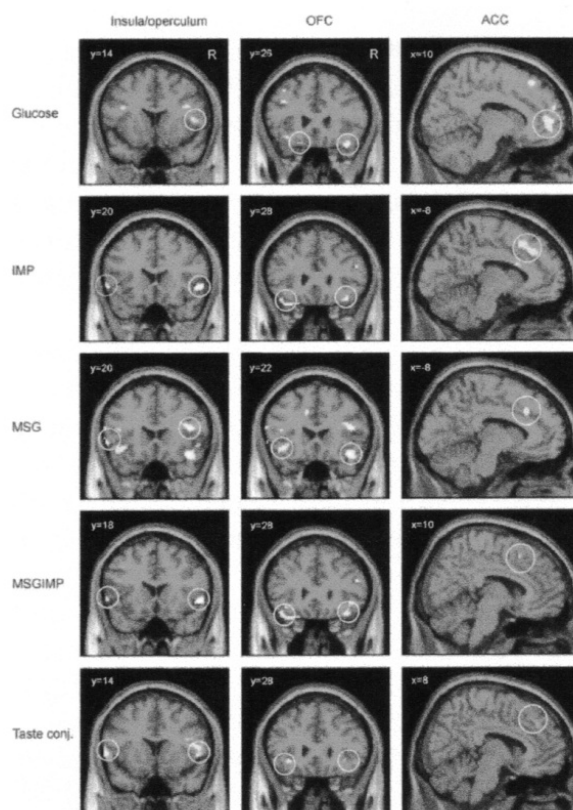 Insula/operculum OFC ACC
y=14 R y=26 R x=10
Glucose
y=20 y=28 x=-8
IMP
y=20 y=22 x=-8
MSG
y=18 y=28 x=10
MSGIMP
y=14 y=28 x=8
Taste conj.